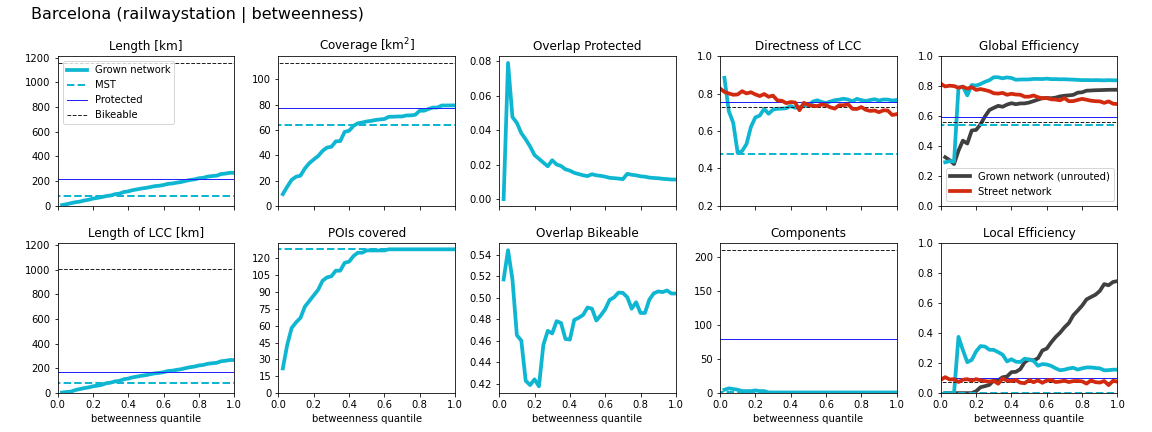 Barcelona (railwaystation | betweenness)
Length [km]
Coverage [km²]
Overlap Protected
Directness of LCC
Global Efficiency
1200
1000
800
600
400
200
0
Grown network
MST
Protected
Bikeable
100
80
60
40
20
0
0.08
0.06
0.04
0.02
0.00
1.0
0.8
0.6
0.4
0.2
1.0
0.8
0.6
0.4
0.2
0.0
Grown network (unrouted)
Street network
Length of LCC [km]
POIs covered
Overlap Bikeable
Components
Local Efficiency
1200
1000
800
600
400
200
0
0.0 0.2 0.4 0.6 0.8 1.0
betweenness quantile
120
105
90
75
60
45
30
15
0.0 0.2 0.4 0.6 0.8 1.0
betweenness quantile
0.54
0.52
0.50
0.48
0.46
0.44
0.42
0.0 0.2 0.4 0.6 0.8 1.0
betweenness quantile
200
150
100
50
0
0.0 0.2 0.4 0.6 0.8 1.0
betweenness quantile
1.0
0.8
0.6
0.4
0.2
0.0
0.0 0.2 0.4 0.6 0.8 1.0
betweenness quantile